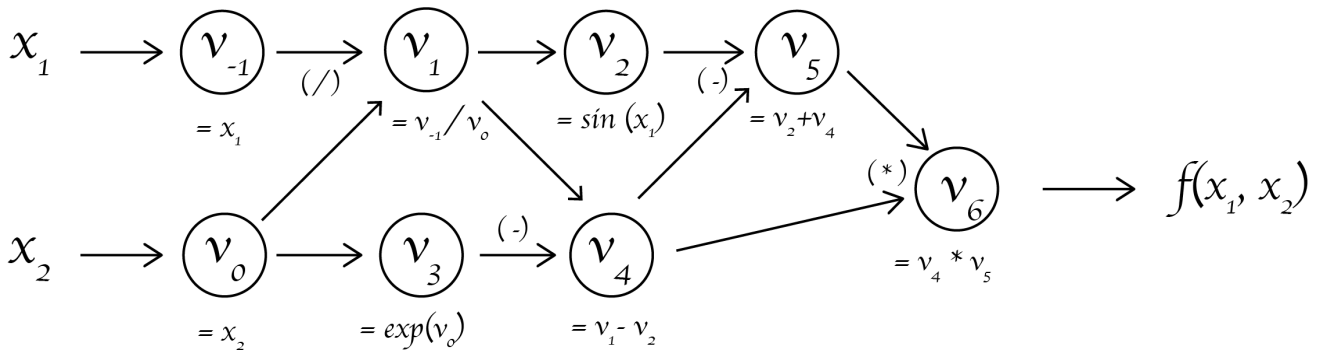 x₁ v₋₁ v₁ v₂ v₅
(/) (-)
= x₁ = v₋₁/v₀ = sin (x₁) = v₂+v₄
(*) v₆ f(x₁, x₂)
= v₄ * v₅
x₂ v₀ v₃ (-) v₄
= x₂ = exp(v₀) = v₁- v₂